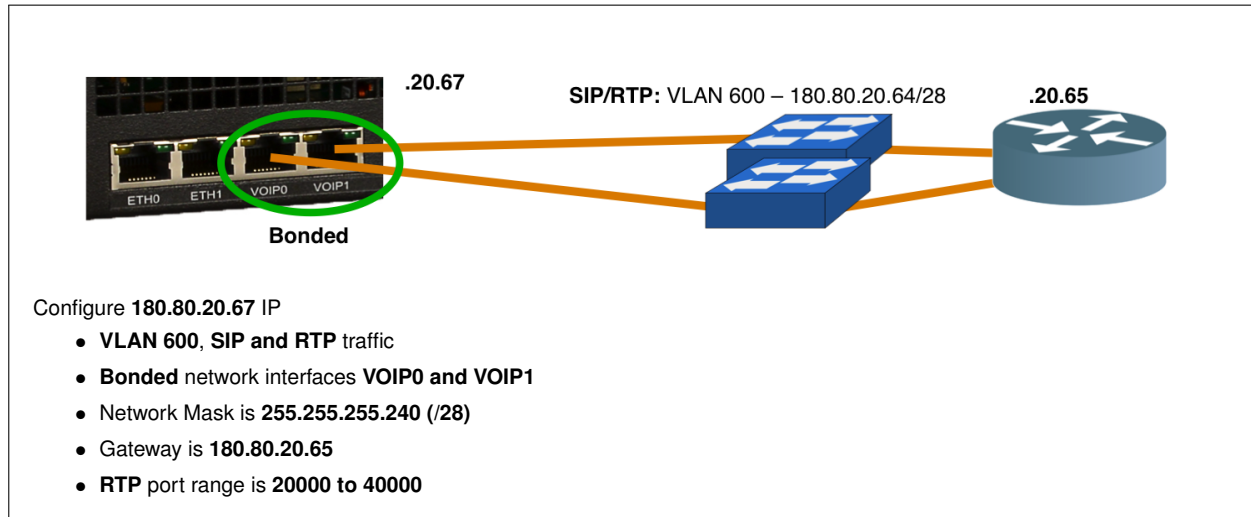 .20.67
SIP/RTP: VLAN 600 – 180.80.20.64/28
.20.65
ETH0
ETH1
VOIP0
VOIP1
Bonded
Configure 180.80.20.67 IP
• VLAN 600, SIP and RTP traffic
• Bonded network interfaces VOIP0 and VOIP1
• Network Mask is 255.255.255.240 (/28)
• Gateway is 180.80.20.65
• RTP port range is 20000 to 40000